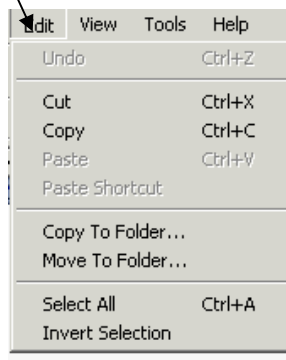 Edit View Tools Help
Undo Ctrl+Z
Cut Ctrl+X
Copy Ctrl+C
Paste Ctrl+V
Paste Shortcut
Copy To Folder...
Move To Folder...
Select All Ctrl+A
Invert Selection